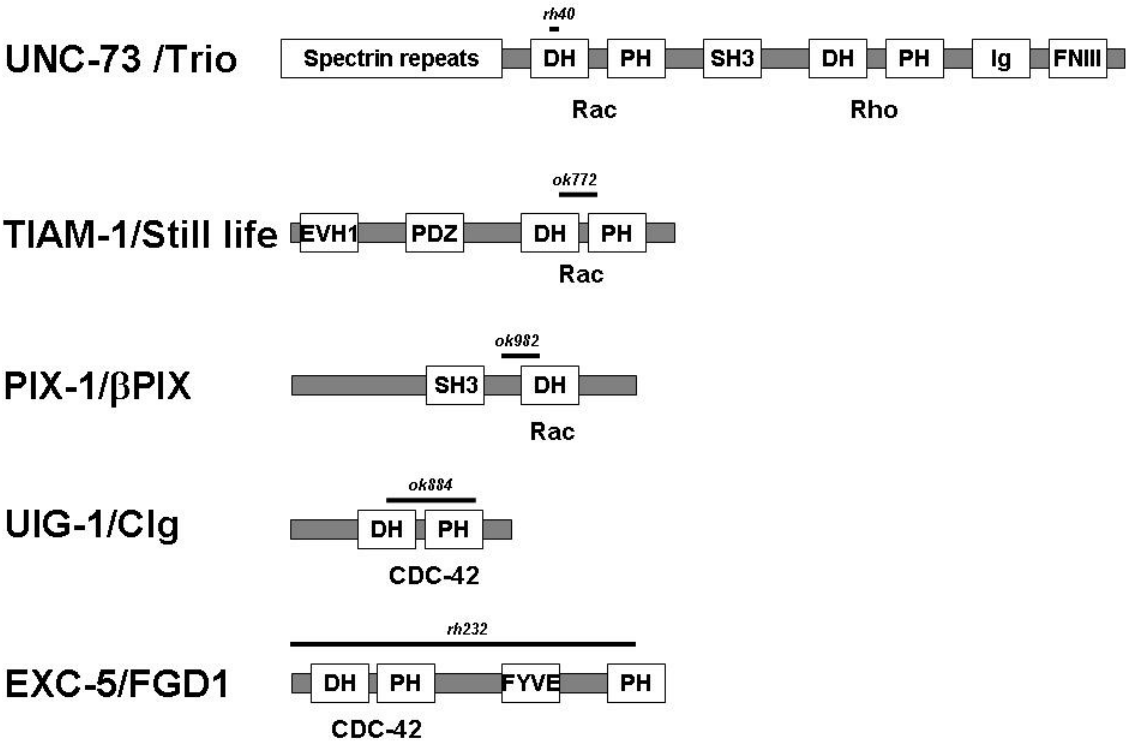 rh40
UNC-73 /Trio Spectrin repeats DH PH SH3 DH PH Ig FNIII
Rac Rho
ok772
TIAM-1/Still life EVH1 PDZ DH PH
Rac
ok982
PIX-1/βPIX SH3 DH
Rac
ok884
UIG-1/Clg DH PH
CDC-42
rh232
EXC-5/FGD1 DH PH FYVE PH
CDC-42